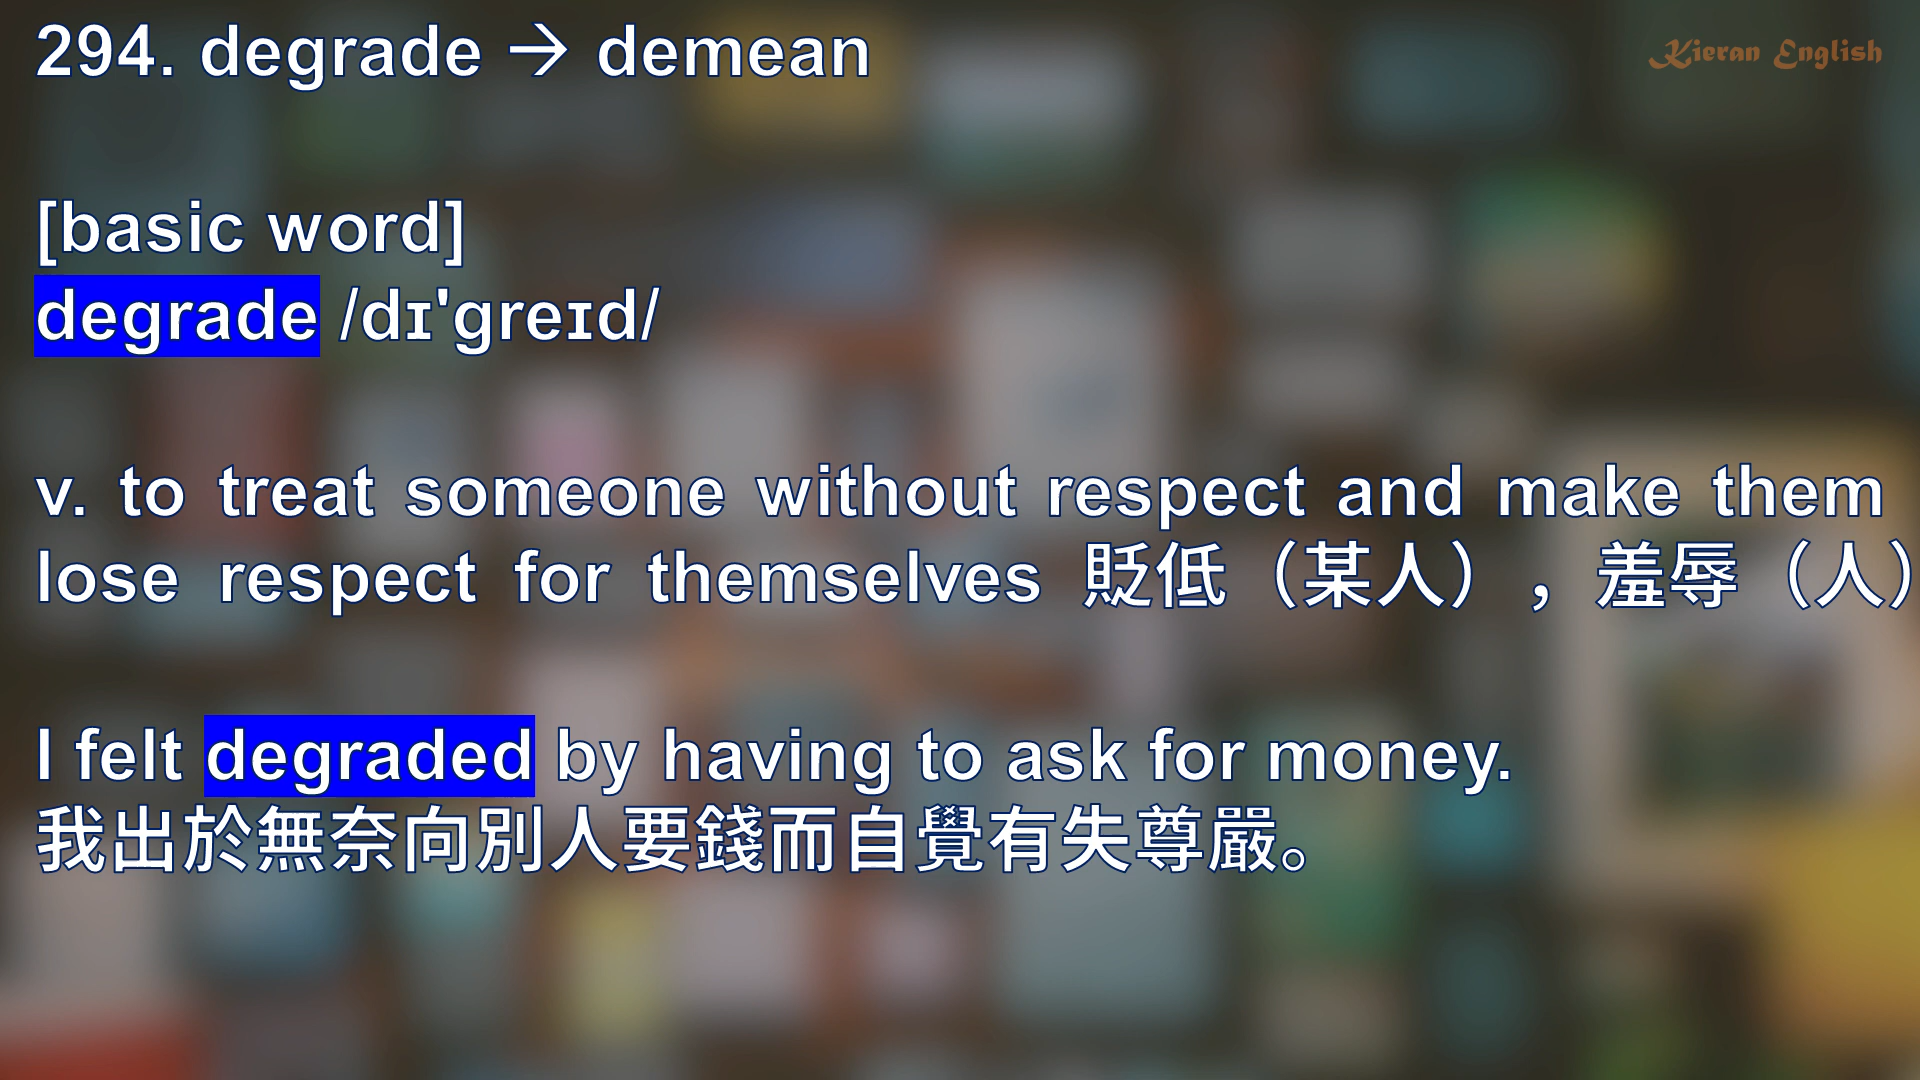 294. degrade → demean
Kieran English
[basic word]
degrade /dɪ'greɪd/
v. to treat someone without respect and make them
lose respect for themselves 貶低（某人），羞辱（人）
I felt degraded by having to ask for money.
我出於無奈向別人要錢而自覺有失尊嚴。